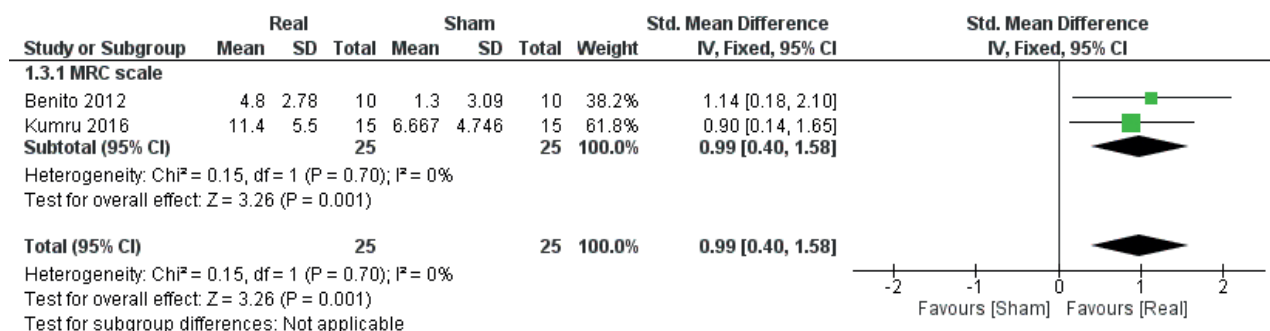 Real Sham Std. Mean Difference Std. Mean Difference
Study or Subgroup Mean SD Total Mean SD Total Weight IV, Fixed, 95% CI IV, Fixed, 95% CI
1.3.1 MRC scale
Benito 2012 4.8 2.78 10 1.3 3.09 10 38.2% 1.14 [0.18, 2.10]
Kumru 2016 11.4 5.5 15 6.667 4.746 15 61.8% 0.90 [0.14, 1.65]
Subtotal (95% CI) 25 25 100.0% 0.99 [0.40, 1.58]
Heterogeneity: Chi² = 0.15, df = 1 (P = 0.70); I² = 0%
Test for overall effect: Z = 3.26 (P = 0.001)
Total (95% CI) 25 25 100.0% 0.99 [0.40, 1.58]
Heterogeneity: Chi² = 0.15, df = 1 (P = 0.70); I² = 0%
Test for overall effect: Z = 3.26 (P = 0.001)
Test for subgroup differences: Not applicable
-2 -1 0 1 2
Favours [Sham] Favours [Real]